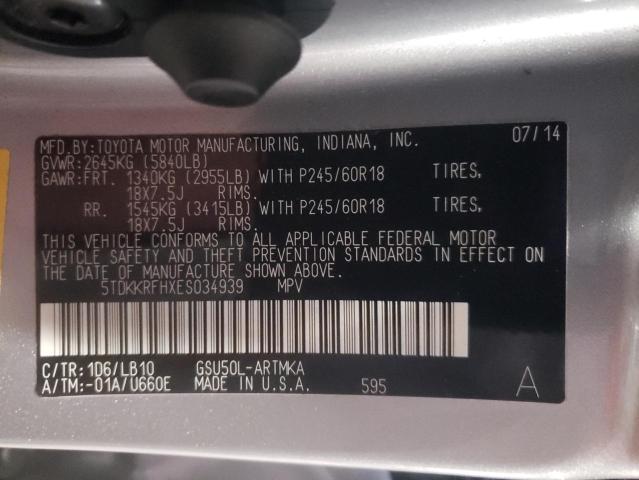 MFD.BY:TOYOTA MOTOR MANUFACTURING, INDIANA, INC. 07/14
GVWR:2645KG (5840LB)
GAWR:FRT. 1340KG (2955LB) WITH P245/60R18 TIRES,
18X7.5J RIMS.
RR. 1545KG (3415LB) WITH P245/60R18 TIRES,
18X7.5J RIMS.
THIS VEHICLE CONFORMS TO ALL APPLICABLE FEDERAL MOTOR
VEHICLE SAFETY AND THEFT PREVENTION STANDARDS IN EFFECT ON
THE DATE OF MANUFACTURE SHOWN ABOVE.
5TDKKRFHXES034939 MPV
C/TR:1D6/LB10 GSU50L-ARTMKA
A/TM:-01A/U660E MADE IN U.S.A. 595 A